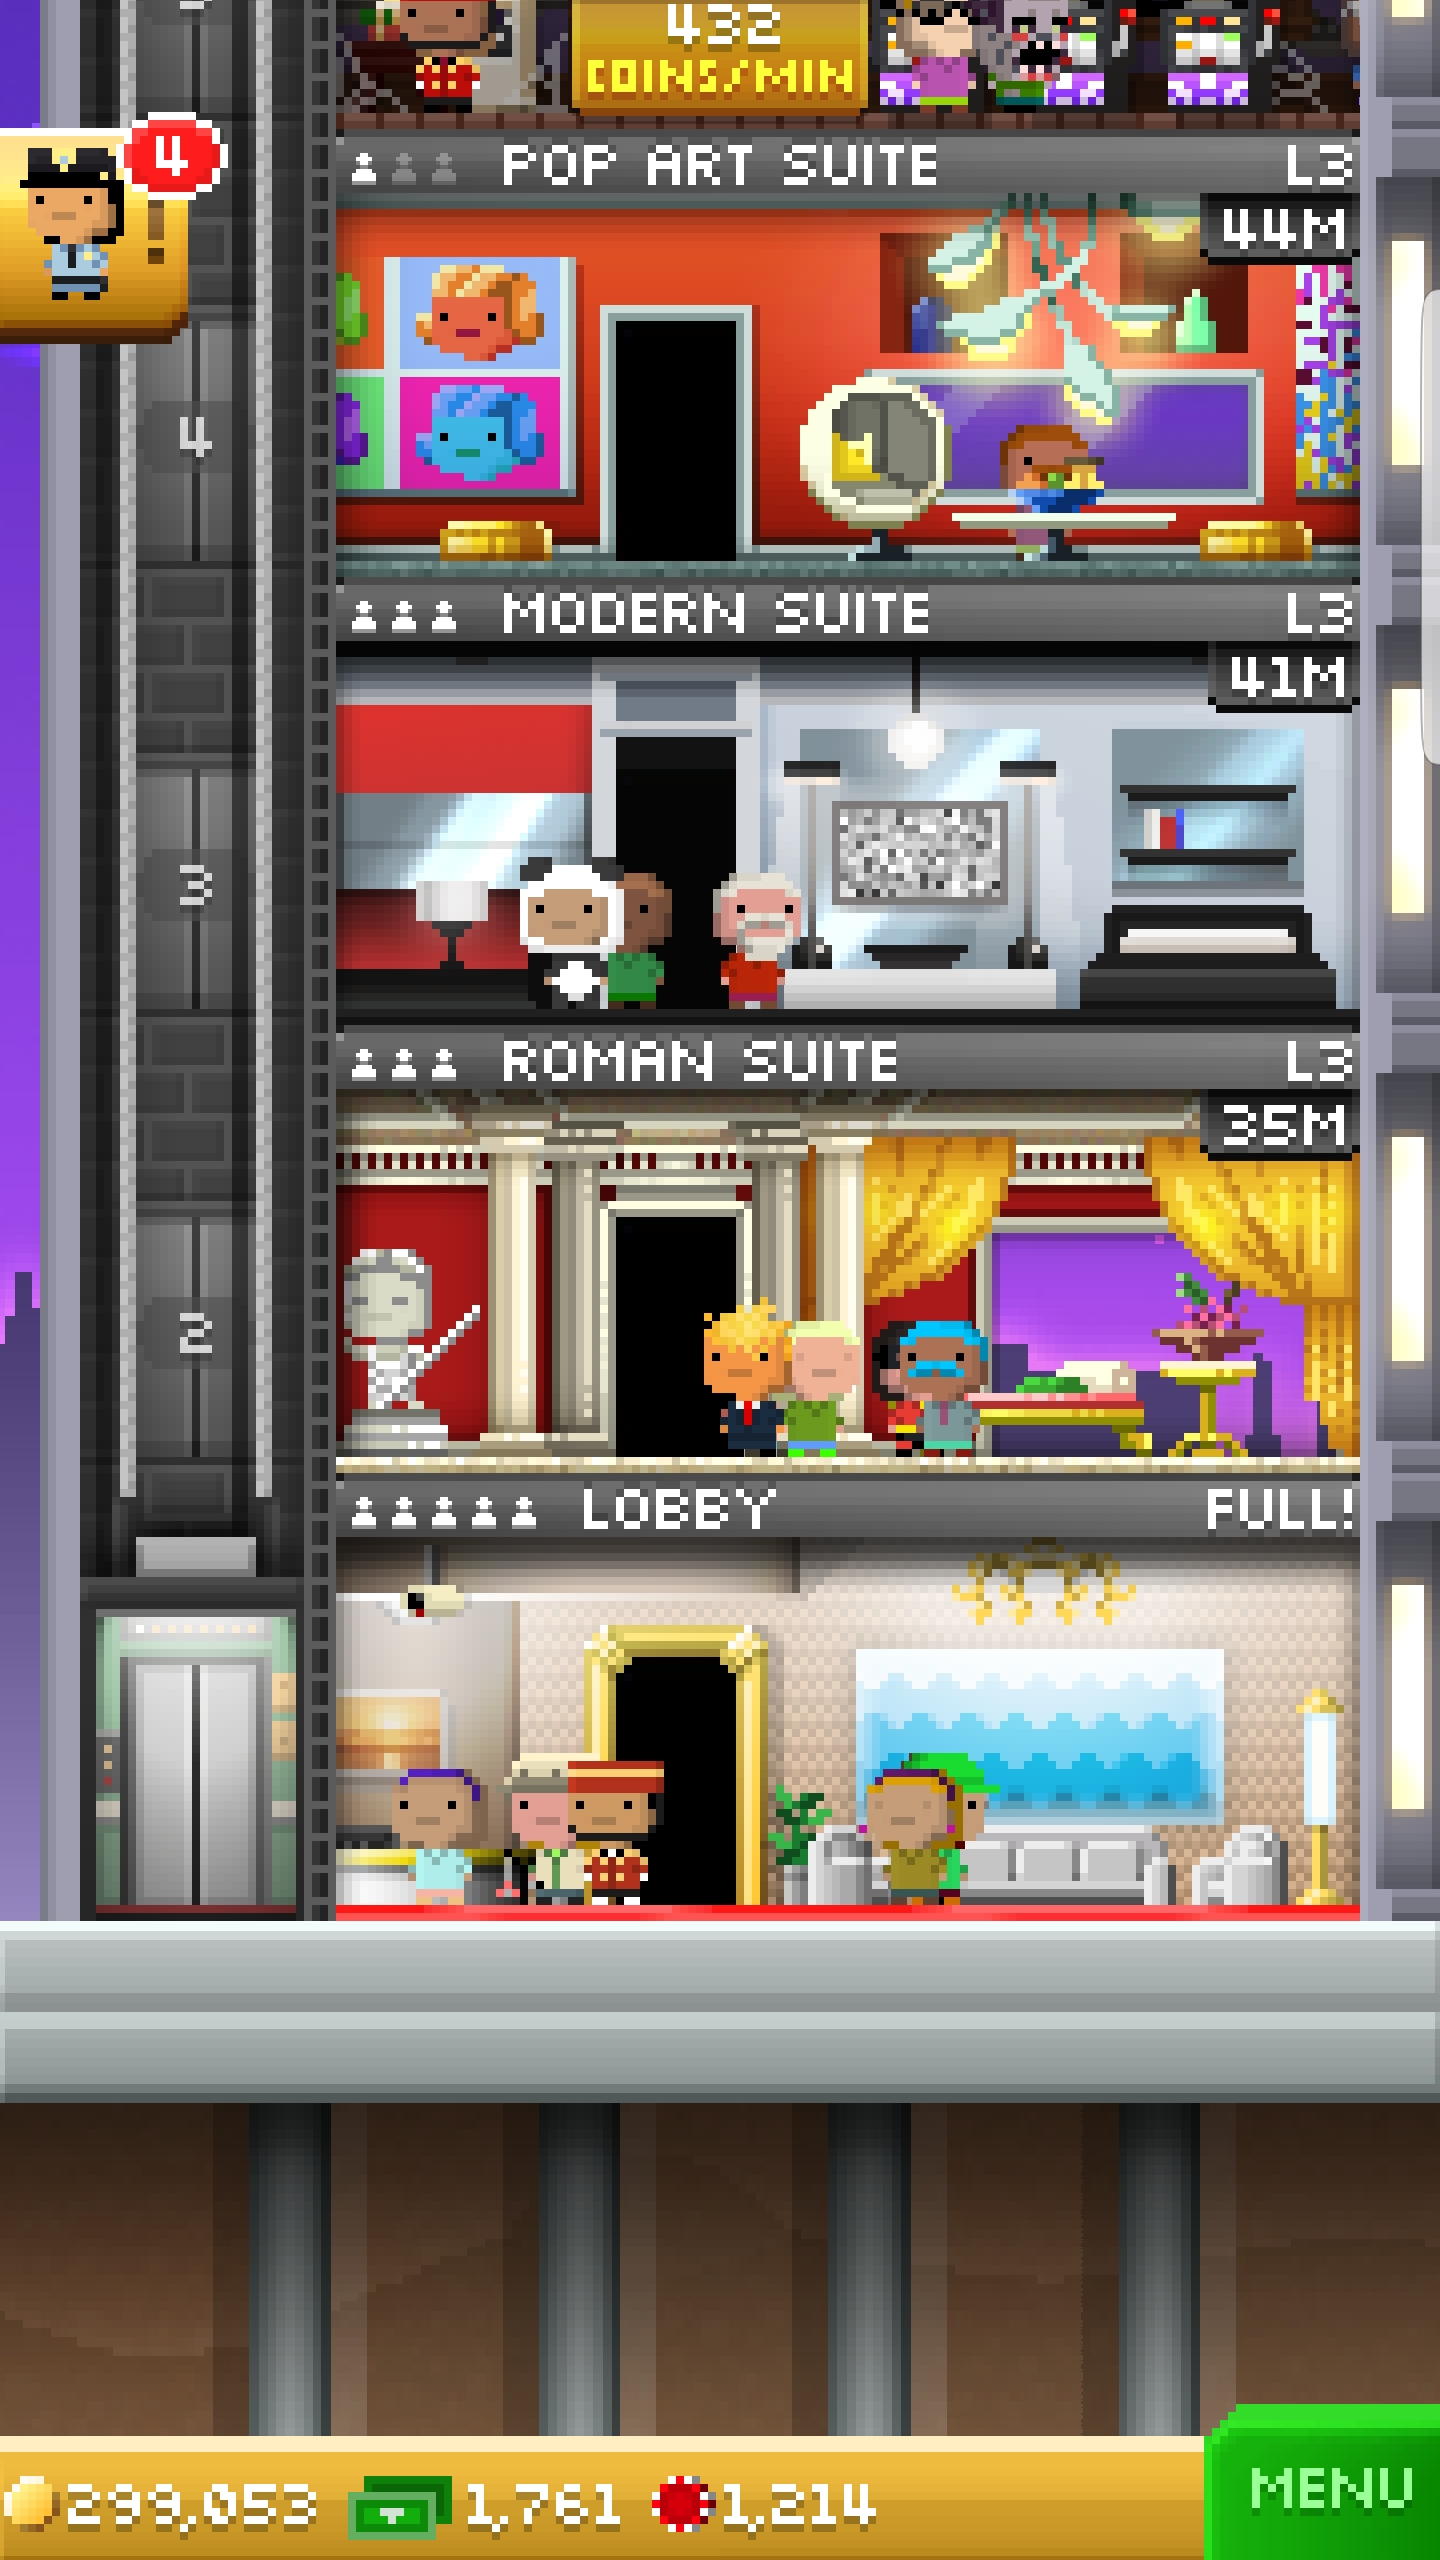 432
COINS/MIN
4
!
POP ART SUITE L3
44M
4
MODERN SUITE L3
41M
3
ROMAN SUITE L3
35M
2
LOBBY FULL!
299,053 1,761 1,214
MENU